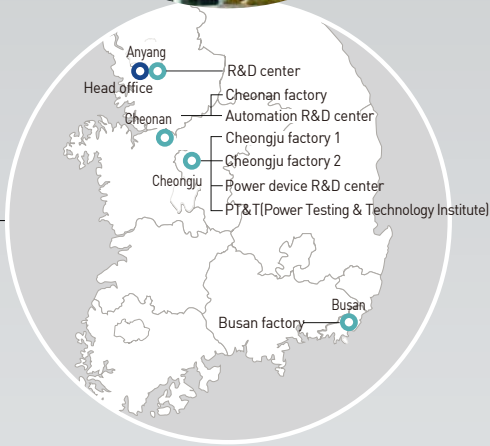 Anyang
R&D center
Head office
Cheonan factory
Cheonan
Automation R&D center
Cheongju factory 1
Cheongju factory 2
Cheongju
Power device R&D center
PT&T(Power Testing & Technology Institute)
Busan
Busan factory